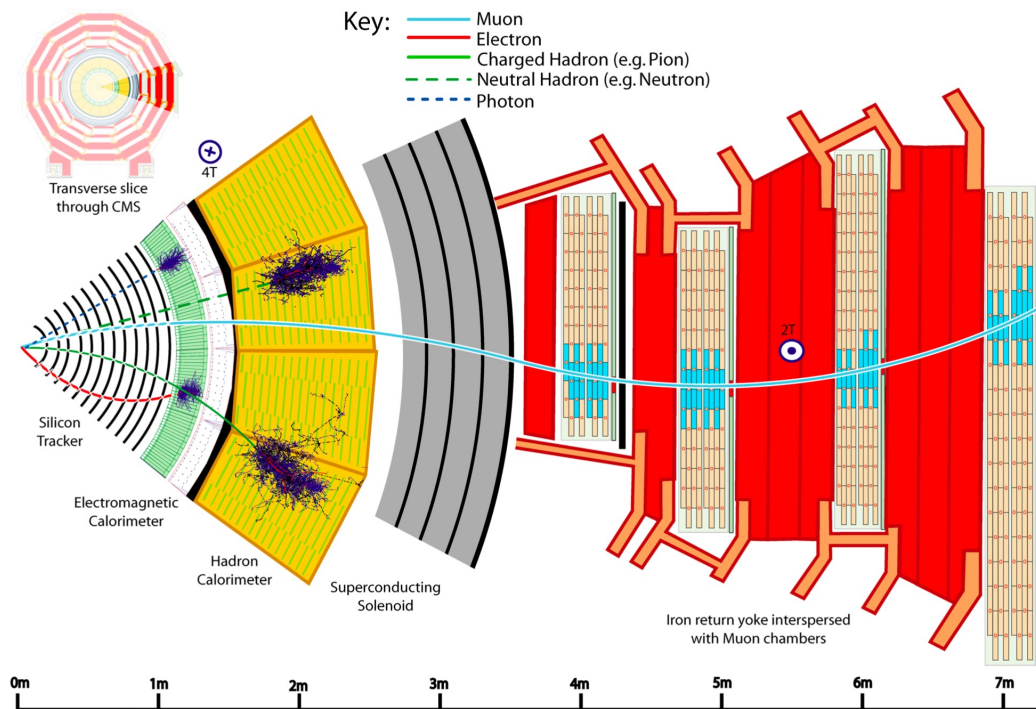 Key:
Muon
Electron
Charged Hadron (e.g. Pion)
Neutral Hadron (e.g. Neutron)
Photon
Transverse slice
through CMS
4T
2T
Silicon
Tracker
Electromagnetic
Calorimeter
Hadron
Calorimeter
Superconducting
Solenoid
Iron return yoke interspersed
with Muon chambers
0m 1m 2m 3m 4m 5m 6m 7m